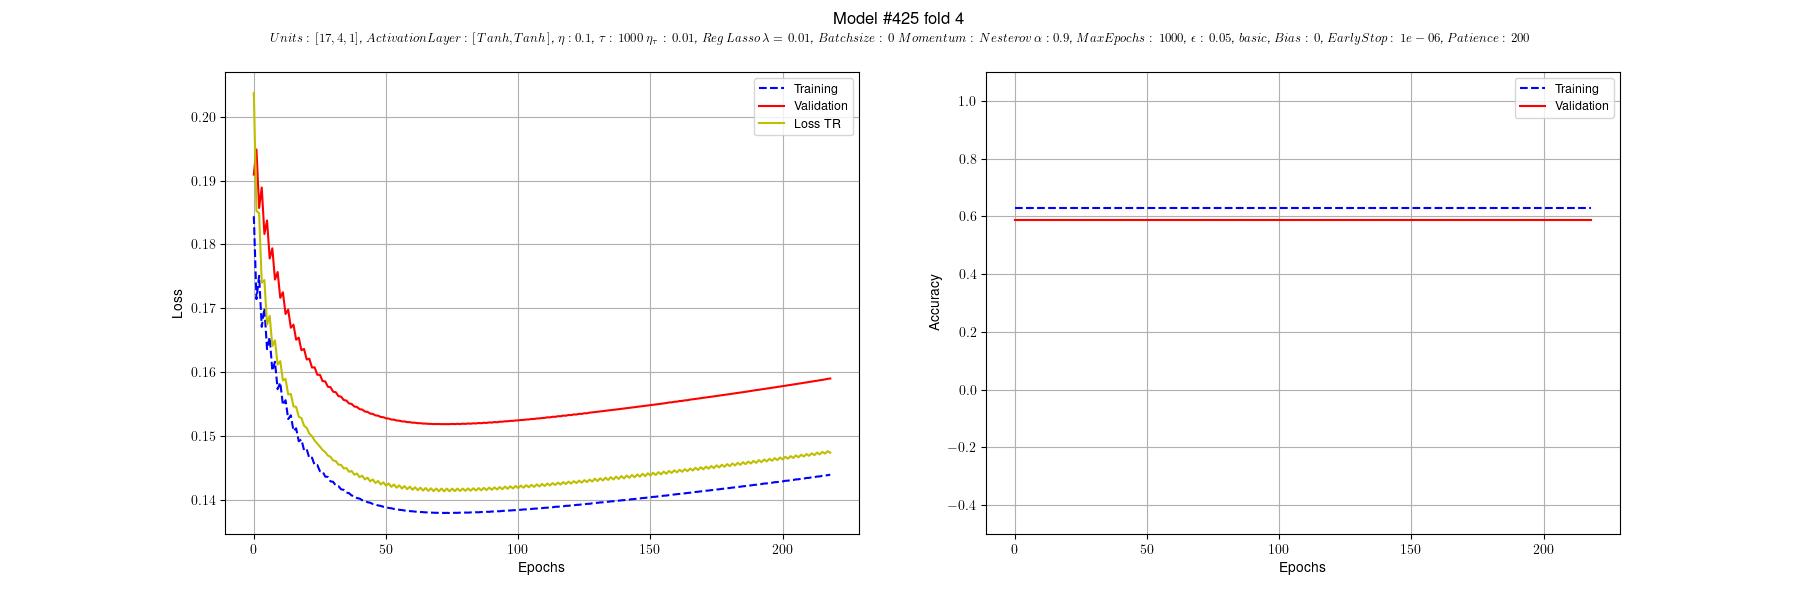 Model #425 fold 4
Units : [17, 4, 1], ActivationLayer : [Tanh, Tanh], η : 0.1, τ : 1000 ητ : 0.01, Reg Lasso λ = 0.01, Batchsize : 0 Momentum : Nesterov α : 0.9, MaxEpochs : 1000, ϵ : 0.05, basic, Bias : 0, EarlyStop : 1e − 06, Patience : 200
Loss
0.20
0.19
0.18
0.17
0.16
0.15
0.14
Training
Validation
Loss TR
0 50 100 150 200
Epochs
Accuracy
1.0
0.8
0.6
0.4
0.2
0.0
−0.2
−0.4
Training
Validation
0 50 100 150 200
Epochs